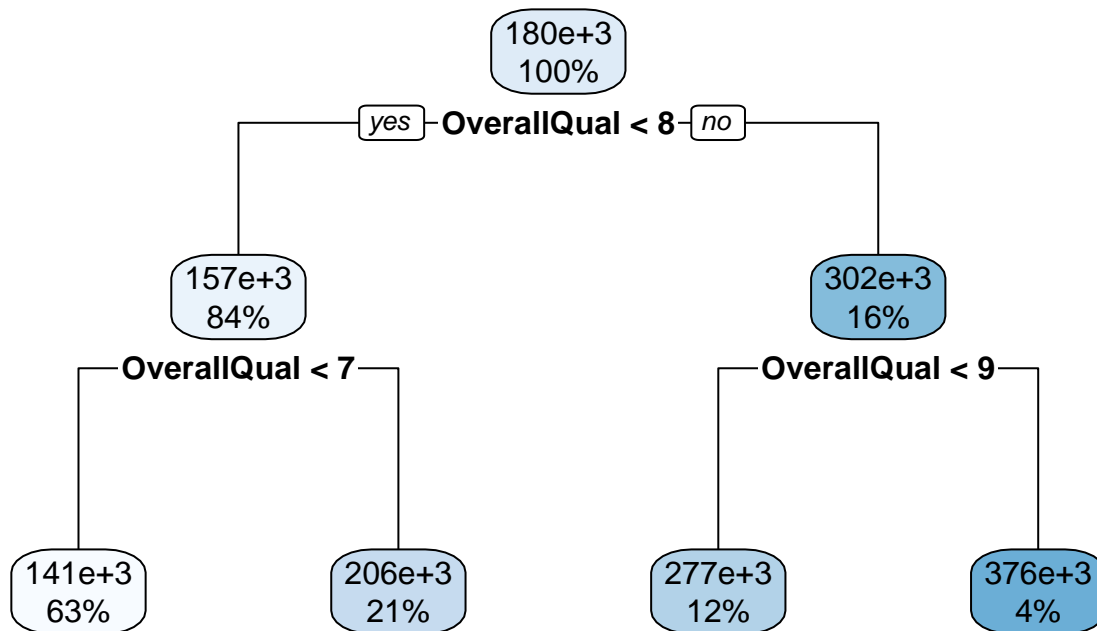 180e+3
100%
yes OverallQual < 8 no
157e+3
84%
302e+3
16%
OverallQual < 7
OverallQual < 9
141e+3
63%
206e+3
21%
277e+3
12%
376e+3
4%